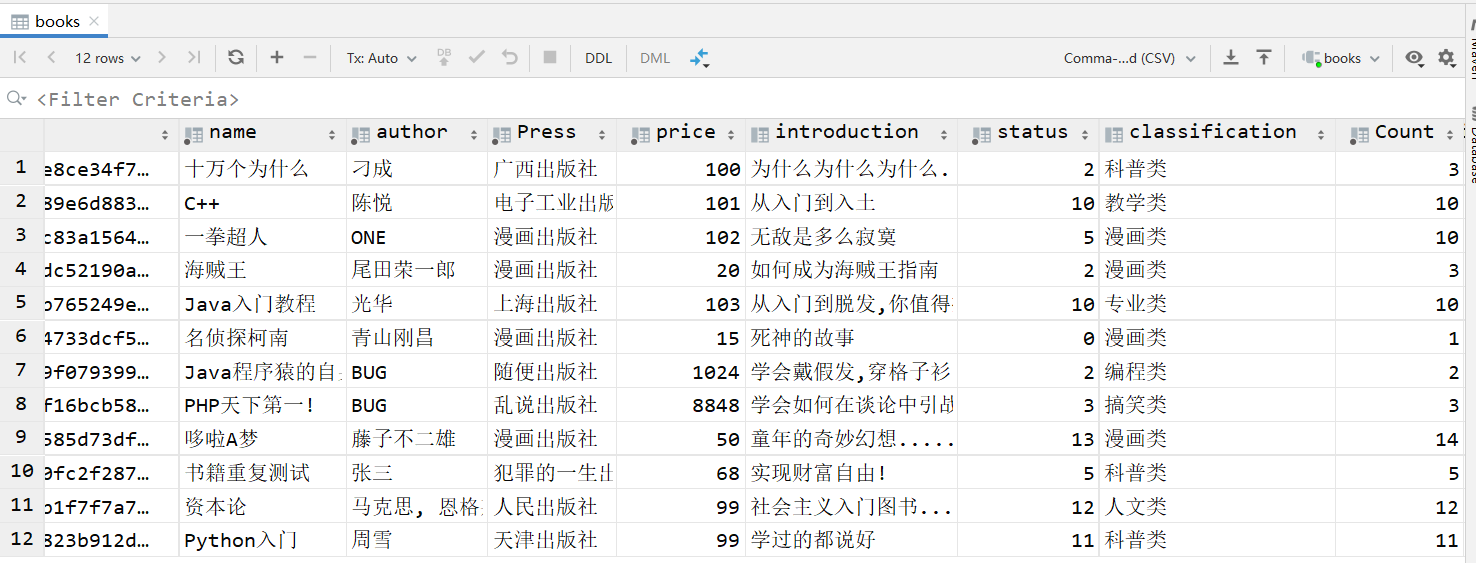 books
12 rows Tx: Auto DB DDL DML Comma-...d (CSV) books
<Filter Criteria>
name author Press price introduction status classification Count
1 e8ce34f7… 十万个为什么 刁成 广西出版社 100 为什么为什么为什么. 2 科普类 3
2 89e6d883… C++ 陈悦 电子工业出版 101 从入门到入土 10 教学类 10
3 c83a1564… 一拳超人 ONE 漫画出版社 102 无敌是多么寂寞 5 漫画类 10
4 dc52190a… 海贼王 尾田荣一郎 漫画出版社 20 如何成为海贼王指南 2 漫画类 3
5 b765249e… Java入门教程 光华 上海出版社 103 从入门到脱发,你值得 10 专业类 10
6 4733dcf5… 名侦探柯南 青山刚昌 漫画出版社 15 死神的故事 0 漫画类 1
7 9f079399… Java程序猿的自 BUG 随便出版社 1024 学会戴假发,穿格子衫 2 编程类 2
8 f16bcb58… PHP天下第一! BUG 乱说出版社 8848 学会如何在谈论中引战 3 搞笑类 3
9 585d73df… 哆啦A梦 藤子不二雄 漫画出版社 50 童年的奇妙幻想..... 13 漫画类 14
10 9fc2f287… 书籍重复测试 张三 犯罪的一生出 68 实现财富自由! 5 科普类 5
11 b1f7f7a7… 资本论 马克思, 恩格 人民出版社 99 社会主义入门图书... 12 人文类 12
12 823b912d… Python入门 周雪 天津出版社 99 学过的都说好 11 科普类 11
Maven
Database